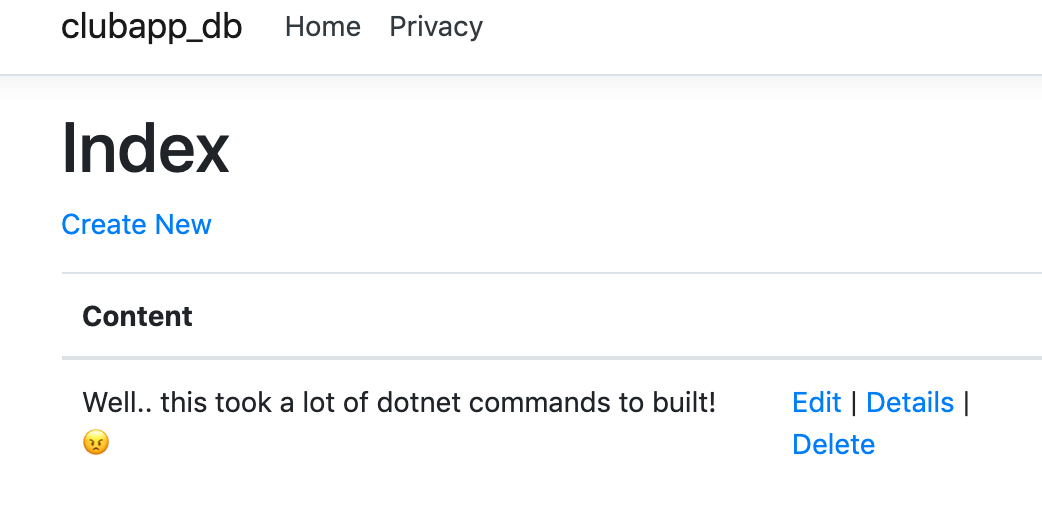 clubapp_db Home Privacy
Index
Create New
Content
Well.. this took a lot of dotnet commands to built! Edit | Details |
😠 Delete